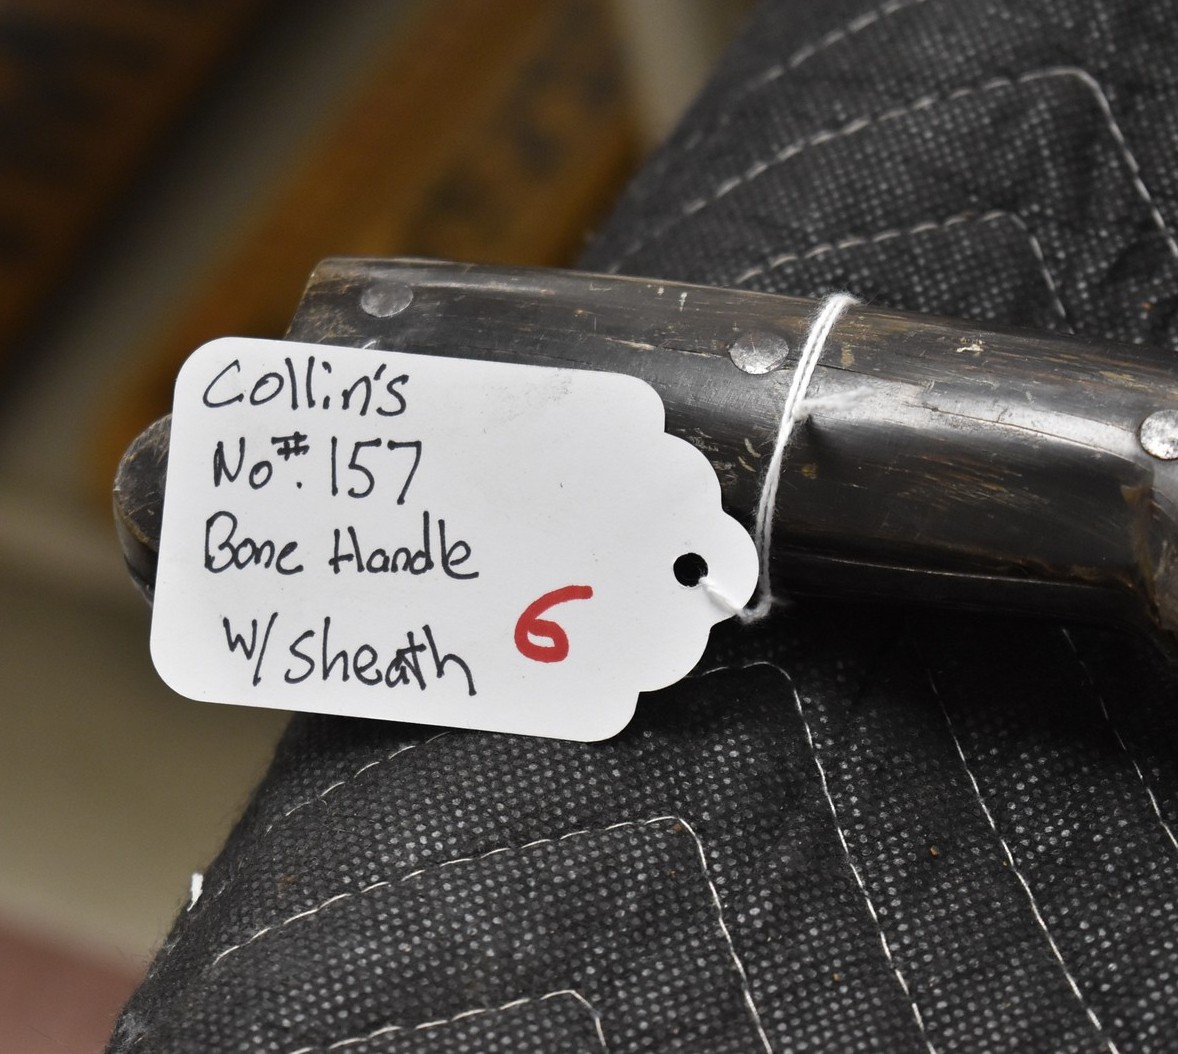 Collin's
No#. 157
Bone Handle
W/ sheath 6